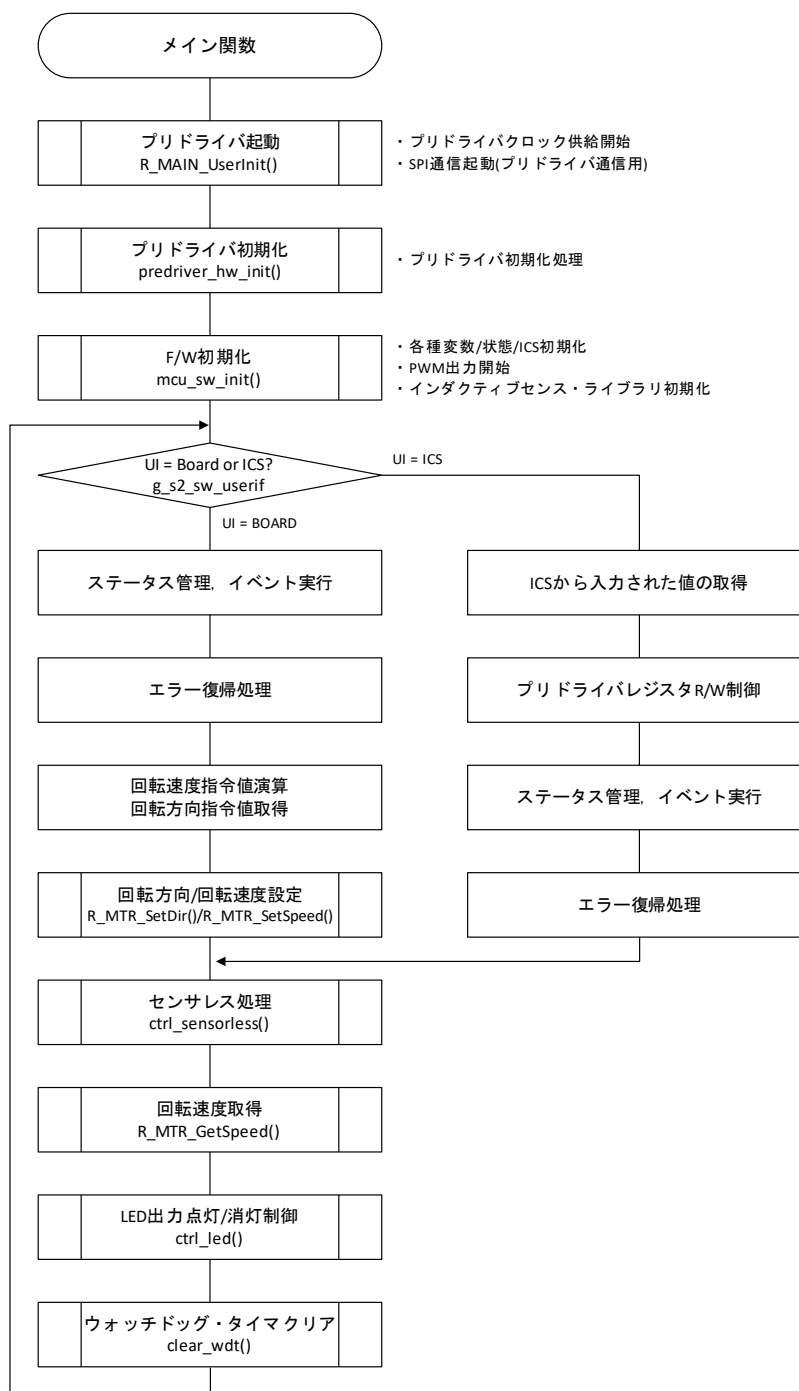 メイン関数
プリドライバ起動
R_MAIN_UserInit()
・プリドライバクロック供給開始
・SPI通信起動(プリドライバ通信用)
プリドライバ初期化
predriver_hw_init()
・プリドライバ初期化処理
F/W初期化
mcu_sw_init()
・各種変数/状態/ICS初期化
・PWM出力開始
・インダクティブセンス・ライブラリ初期化
UI = Board or ICS?
g_s2_sw_userif
UI = ICS
UI = BOARD
ステータス管理，イベント実行
エラー復帰処理
回転速度指令値演算
回転方向指令値取得
回転方向/回転速度設定
R_MTR_SetDir()/R_MTR_SetSpeed()
ICSから入力された値の取得
プリドライバレジスタR/W制御
ステータス管理，イベント実行
エラー復帰処理
センサレス処理
ctrl_sensorless()
回転速度取得
R_MTR_GetSpeed()
LED出力点灯/消灯制御
ctrl_led()
ウォッチドッグ・タイマクリア
clear_wdt()